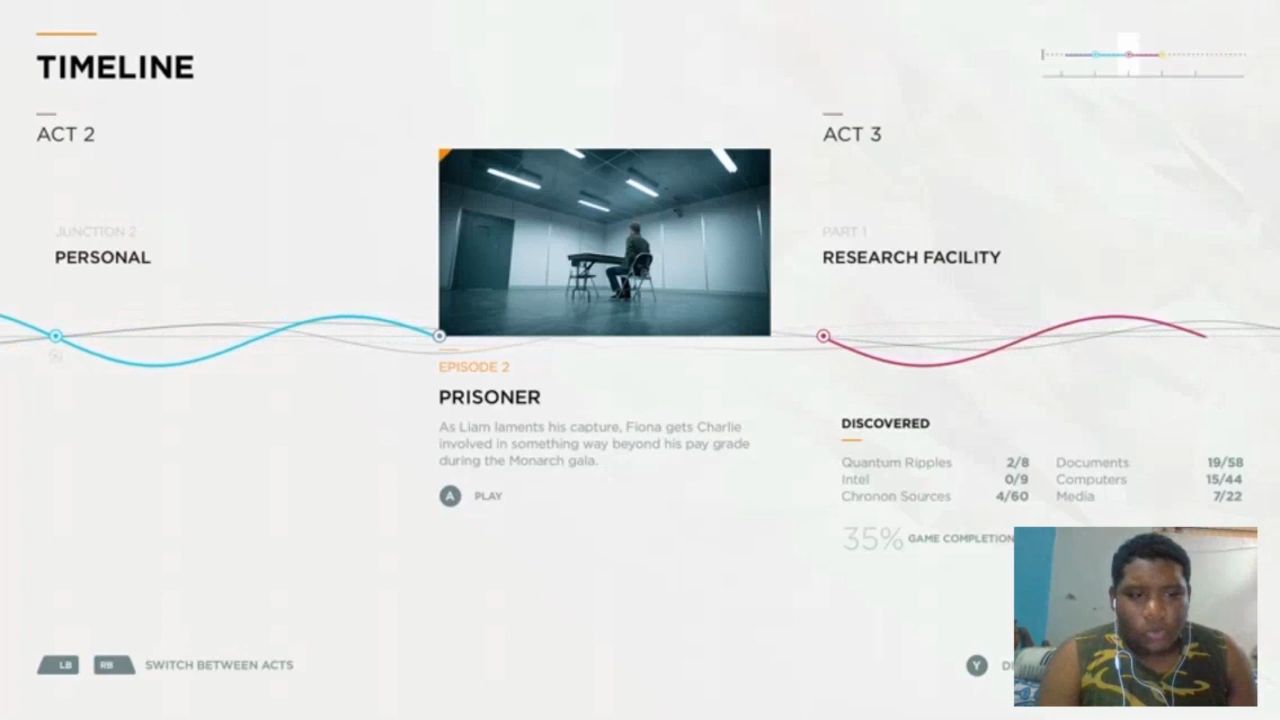 TIMELINE
ACT 2
ACT 3
JUNCTION 2
PERSONAL
PART 1
RESEARCH FACILITY
EPISODE 2
PRISONER
As Liam laments his capture, Fiona gets Charlie
involved in something way beyond his pay grade
during the Monarch gala.
A PLAY
DISCOVERED
Quantum Ripples 2/8 Documents 19/58
Intel 0/9 Computers 15/44
Chronon Sources 4/60 Media 7/22
35% GAME COMPLETION
LB RB SWITCH BETWEEN ACTS
Y